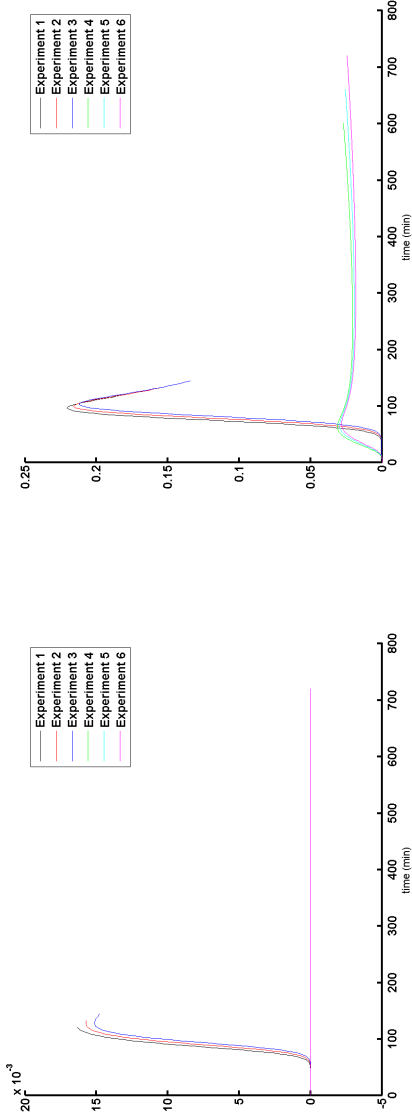 x 10⁻³
20
15
10
5
0
-5
0
100
200
300
400
500
600
700
800
time (min)
Experiment 1
Experiment 2
Experiment 3
Experiment 4
Experiment 5
Experiment 6
0.25
0.2
0.15
0.1
0.05
0
0
100
200
300
400
500
600
700
800
time (min)
Experiment 1
Experiment 2
Experiment 3
Experiment 4
Experiment 5
Experiment 6